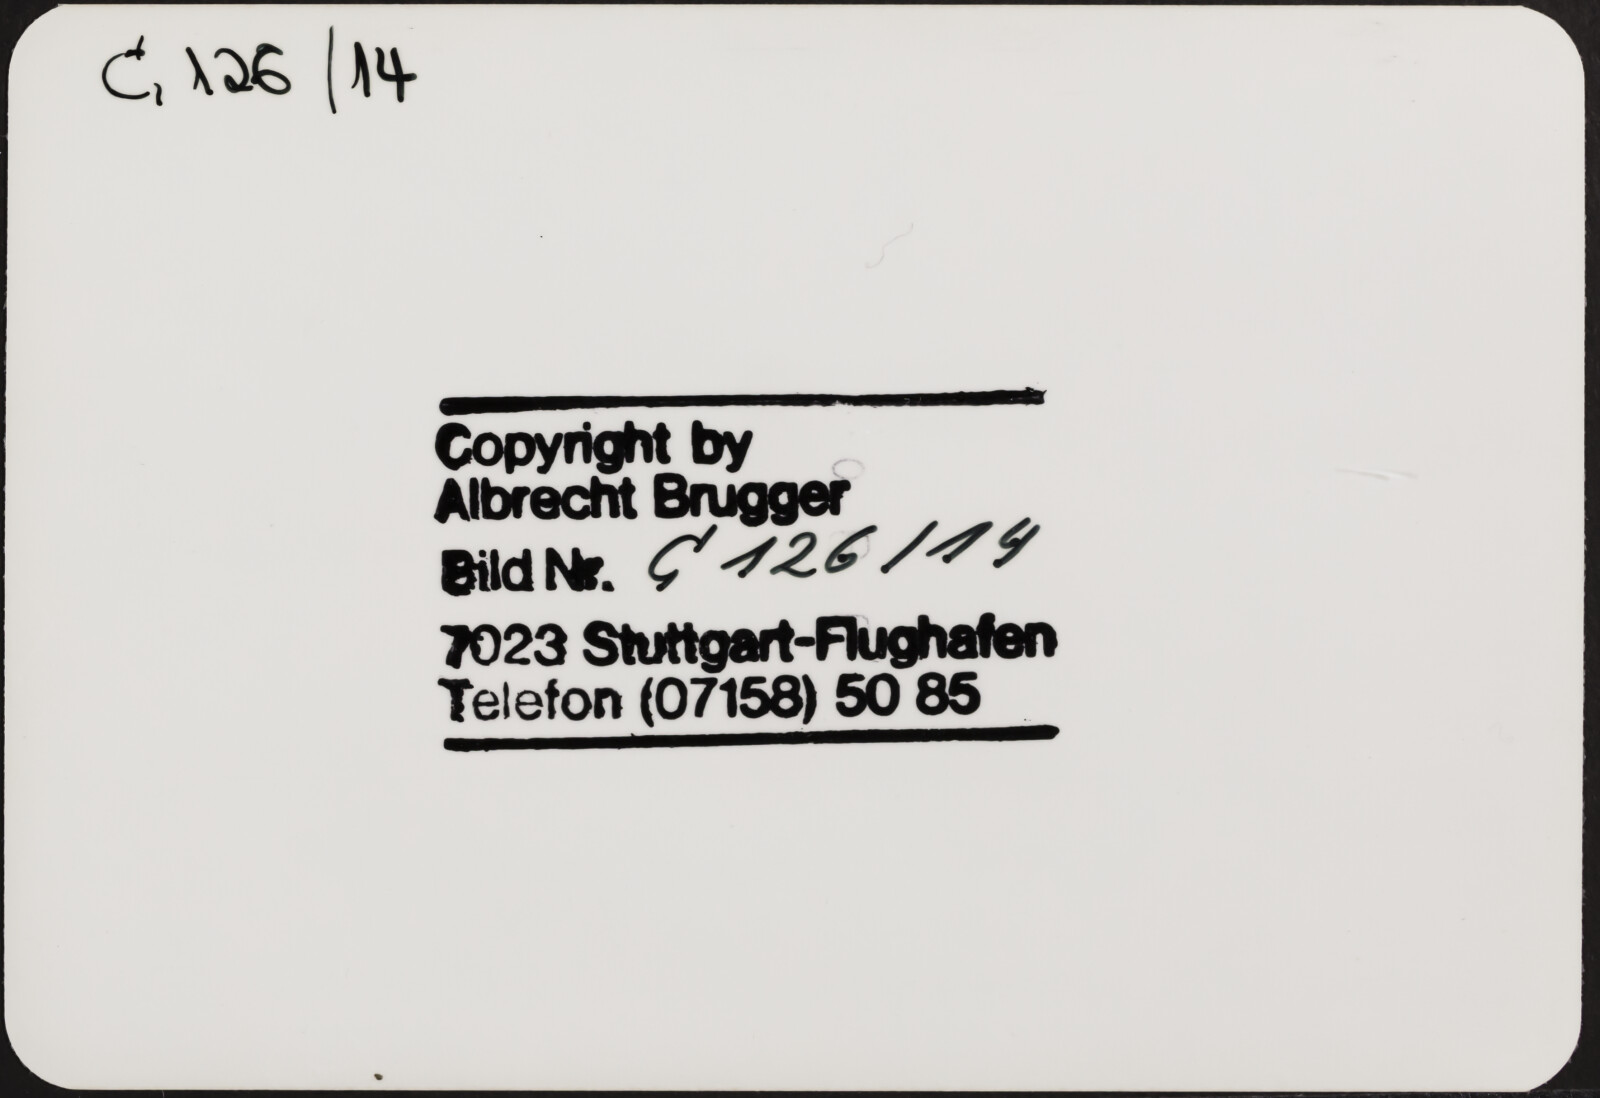 C, 126/14
Copyright by
Albrecht Brugger
Bild Nr. C 126/14
7023 Stuttgart-Flughafen
Telefon (07158) 50 85